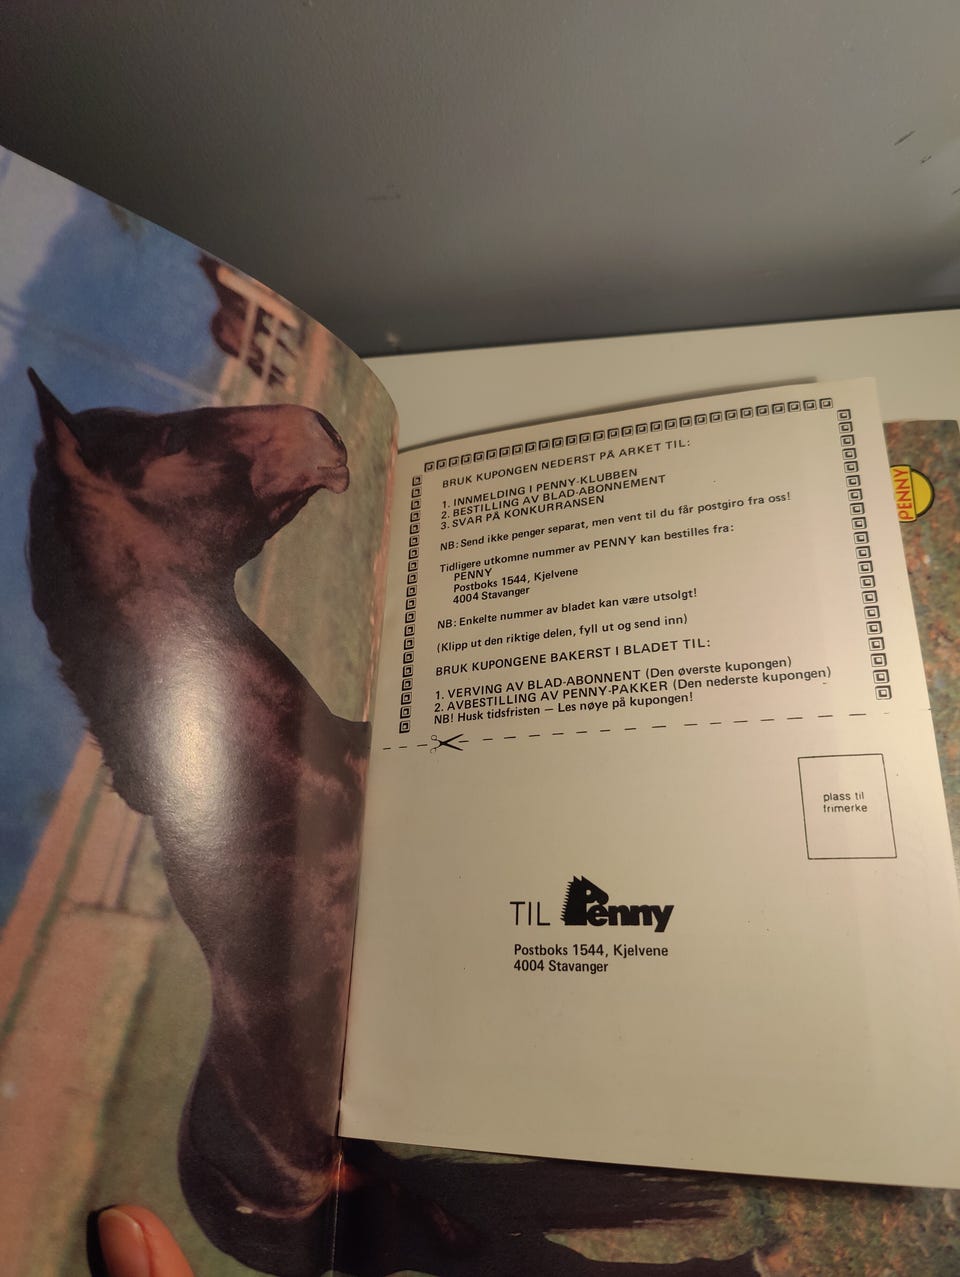 BRUK KUPONGEN NEDERST PÅ ARKET TIL:
1. INNMELDING I PENNY-KLUBBEN
2. BESTILLING AV BLAD-ABONNEMENT
3. SVAR PÅ KONKURRANSEN
NB: Send ikke penger separat, men vent til du får postgiro fra oss!
Tidligere utkomne nummer av PENNY kan bestilles fra:
PENNY
Postboks 1544, Kjelvene
4004 Stavanger
NB: Enkelte nummer av bladet kan være utsolgt!
(Klipp ut den riktige delen, fyll ut og send inn)
BRUK KUPONGENE BAKERST I BLADET TIL:
1. VERVING AV BLAD-ABONNENT (Den øverste kupongen)
2. AVBESTILLING AV PENNY-PAKKER (Den nederste kupongen)
NB! Husk tidsfristen — Les nøye på kupongen!
plass til
frimerke
TIL Penny
Postboks 1544, Kjelvene
4004 Stavanger
PENNY